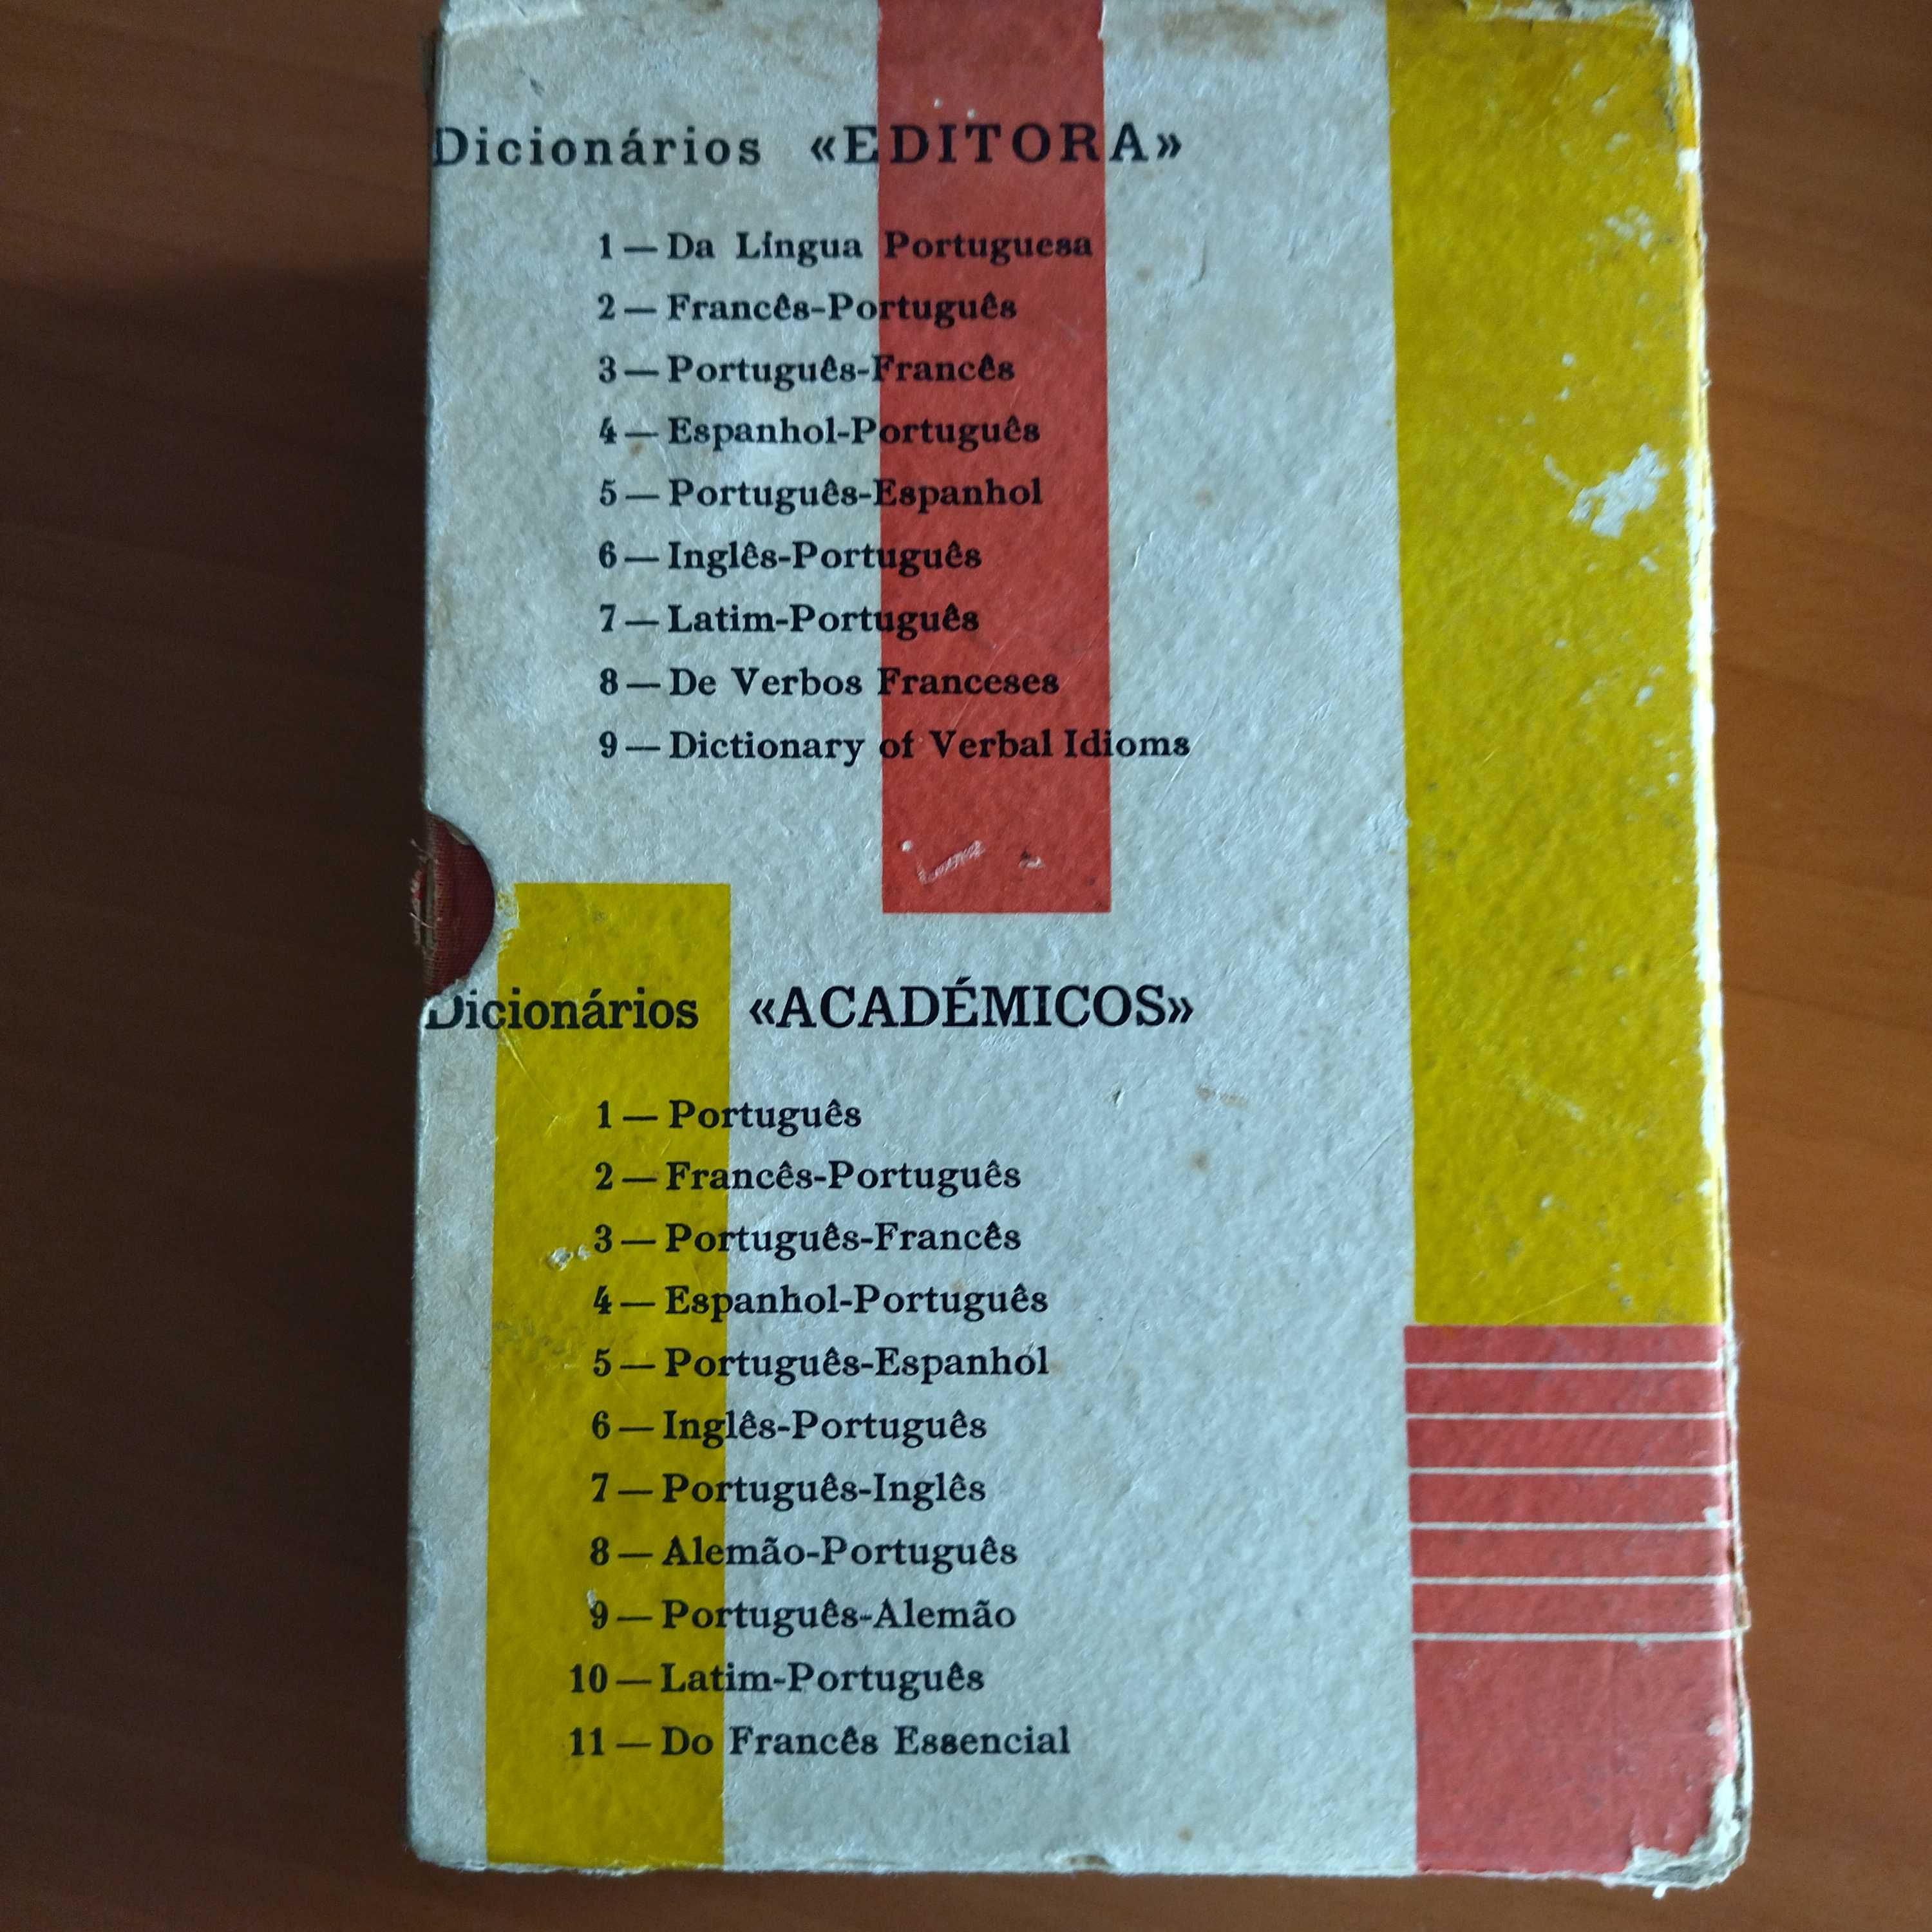 Dicionários «EDITORA»
1 — Da Língua Portuguesa
2 — Francês-Português
3 — Português-Francês
4 — Espanhol-Português
5 — Português-Espanhol
6 — Inglês-Português
7 — Latim-Português
8 — De Verbos Franceses
9 — Dictionary of Verbal Idioms
Dicionários «ACADÉMICOS»
1 — Português
2 — Francês-Português
3 — Português-Francês
4 — Espanhol-Português
5 — Português-Espanhol
6 — Inglês-Português
7 — Português-Inglês
8 — Alemão-Português
9 — Português-Alemão
10 — Latim-Português
11 — Do Francês Essencial